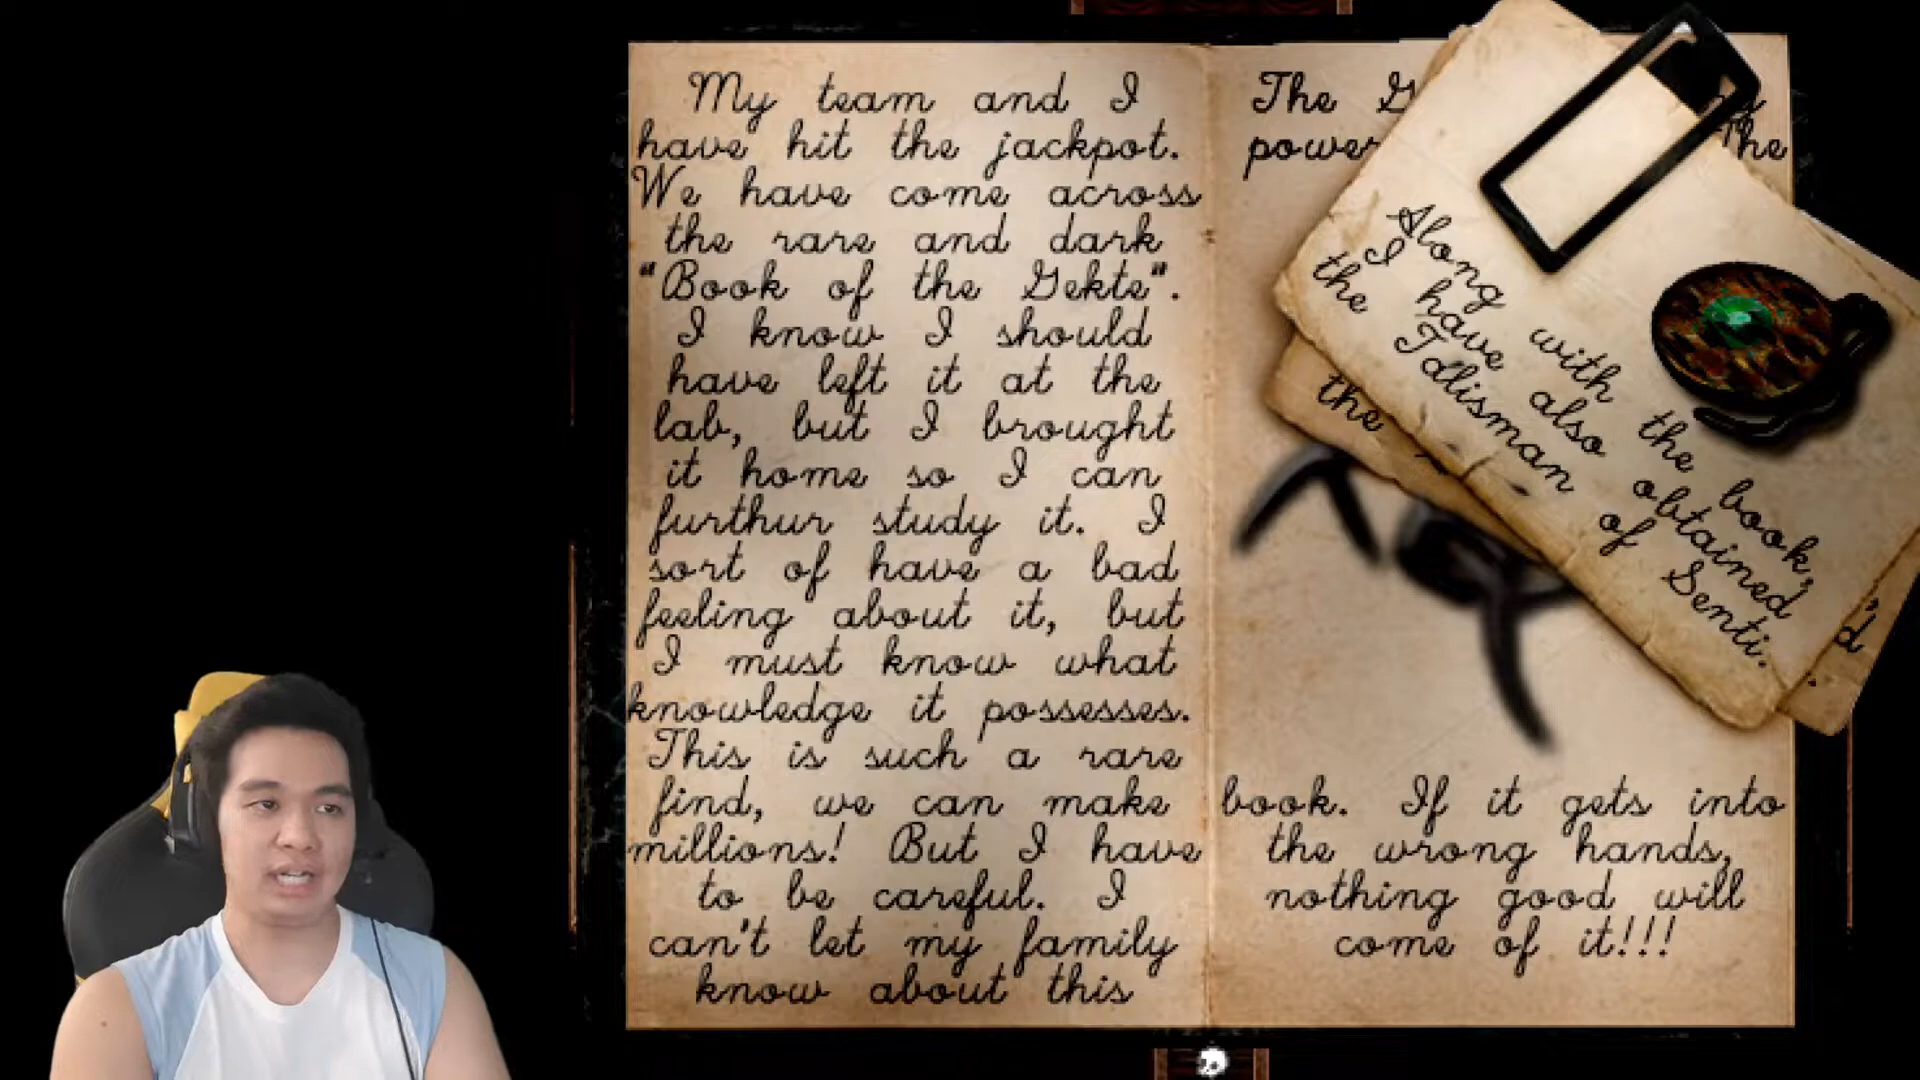 My team and I
have hit the jackpot.
We have come across
the rare and dark
"Book of the Gekte".
I know I should
have left it at the
lab, but I brought
it home so I can
furthur study it. I
sort of have a bad
feeling about it, but
I must know what
knowledge it possesses.
This is such a rare
find, we can make
millions! But I have
to be careful. I
can't let my family
know about this
The
the
book. If it gets into
the wrong hands,
nothing good will
come of it!!!
Along with the book,
I have also obtained
the Talisman of Senti.
the